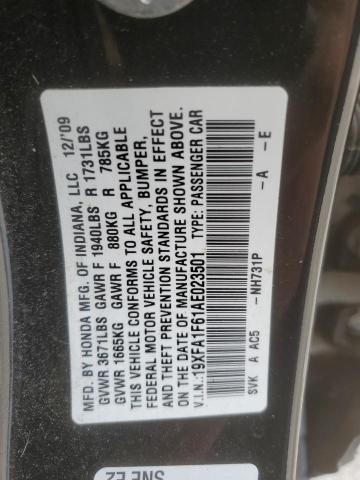 MFD. BY HONDA MFG. OF INDIANA, LLC 12/'09
GVWR 3671LBS GAWR F 1940LBS R 1731LBS
GVWR 1665KG GAWR F 880KG R 785KG
THIS VEHICLE CONFORMS TO ALL APPLICABLE
FEDERAL MOTOR VEHICLE SAFETY, BUMPER,
AND THEFT PREVENTION STANDARDS IN EFFECT
ON THE DATE OF MANUFACTURE SHOWN ABOVE.
V.I.N.:19XFA1F61AE023501 TYPE: PASSENGER CAR
SVK A AC5 -NH731P -A -E